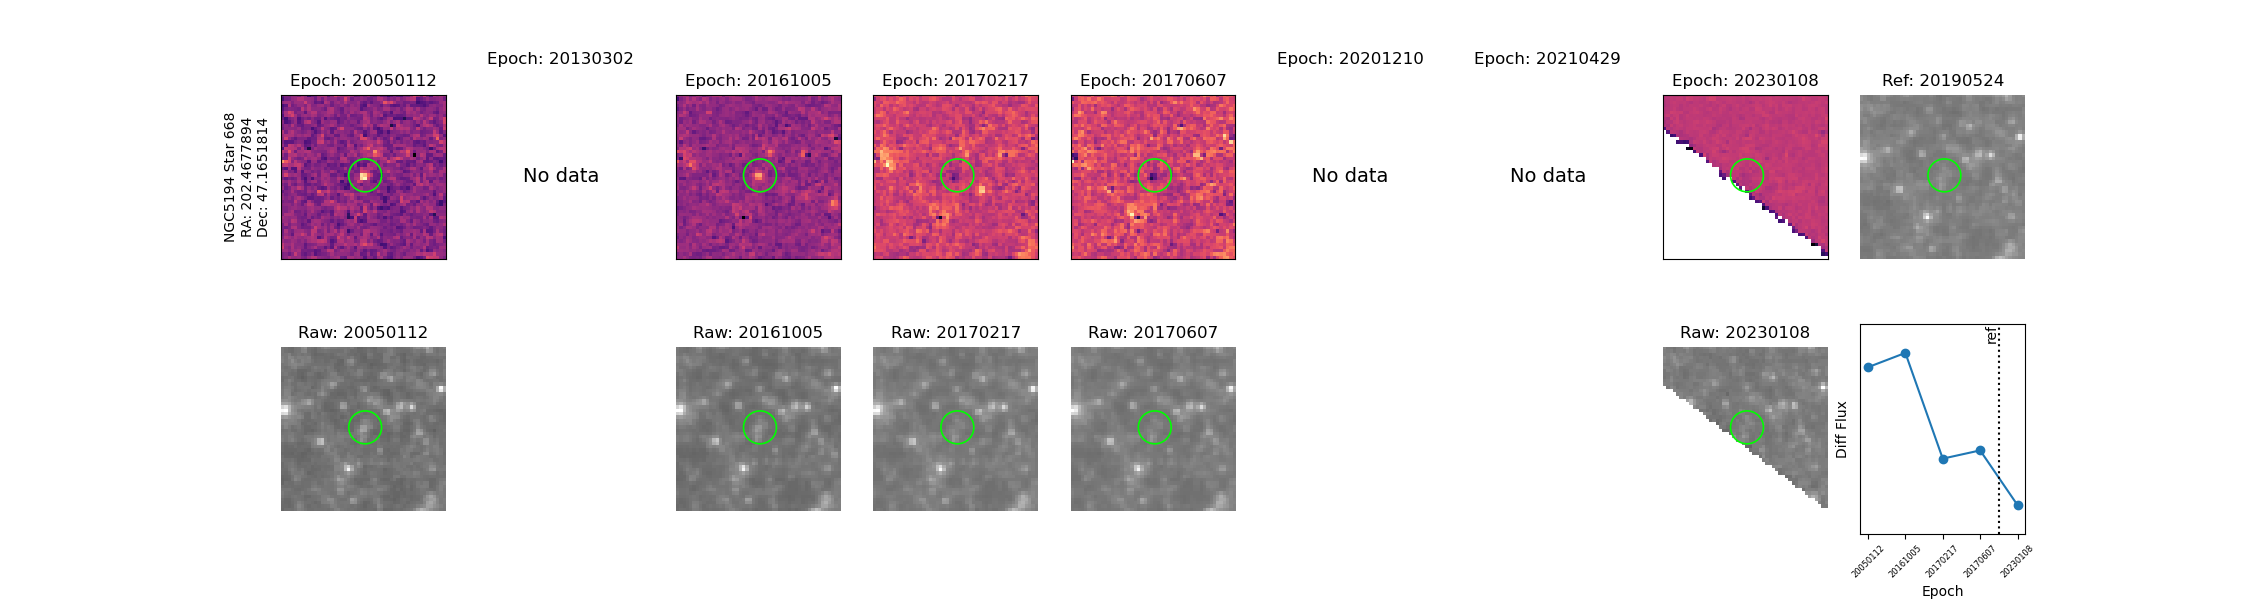 Epoch: 20130302
Epoch: 20201210
Epoch: 20210429
Epoch: 20050112
Epoch: 20161005
Epoch: 20170217
Epoch: 20170607
Epoch: 20230108
Ref: 20190524
NGC5194 Star 668
RA: 202.4677894
Dec: 47.1651814
No data
No data
No data
Raw: 20050112
Raw: 20161005
Raw: 20170217
Raw: 20170607
Raw: 20230108
ref
Diff Flux
20050112
20161005
20170217
20170607
20230108
Epoch